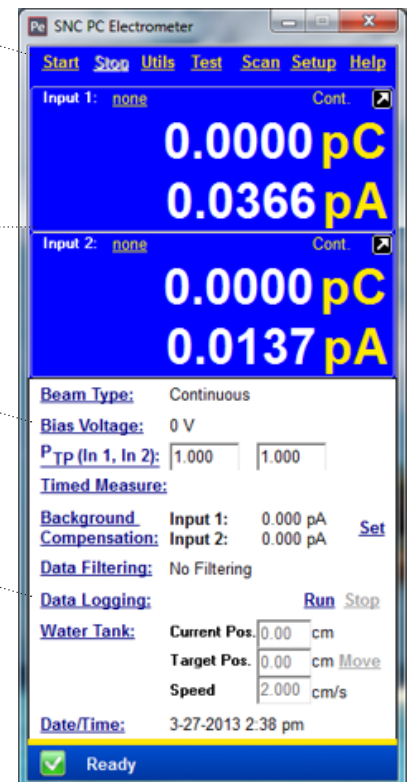 Pe SNC PC Electrometer
Start Stop Utils Test Scan Setup Help
Input 1: none Cont.
0.0000 pC
0.0366 pA
Input 2: none Cont.
0.0000 pC
0.0137 pA
Beam Type: Continuous
Bias Voltage: 0 V
PTP (In 1, In 2): 1.000 1.000
Timed Measure:
Background Input 1: 0.000 pA Set
Compensation: Input 2: 0.000 pA
Data Filtering: No Filtering
Data Logging: Run Stop
Water Tank: Current Pos. 0.00 cm
Target Pos. 0.00 cm Move
Speed 2.000 cm/s
Date/Time: 3-27-2013 2:38 pm
Ready